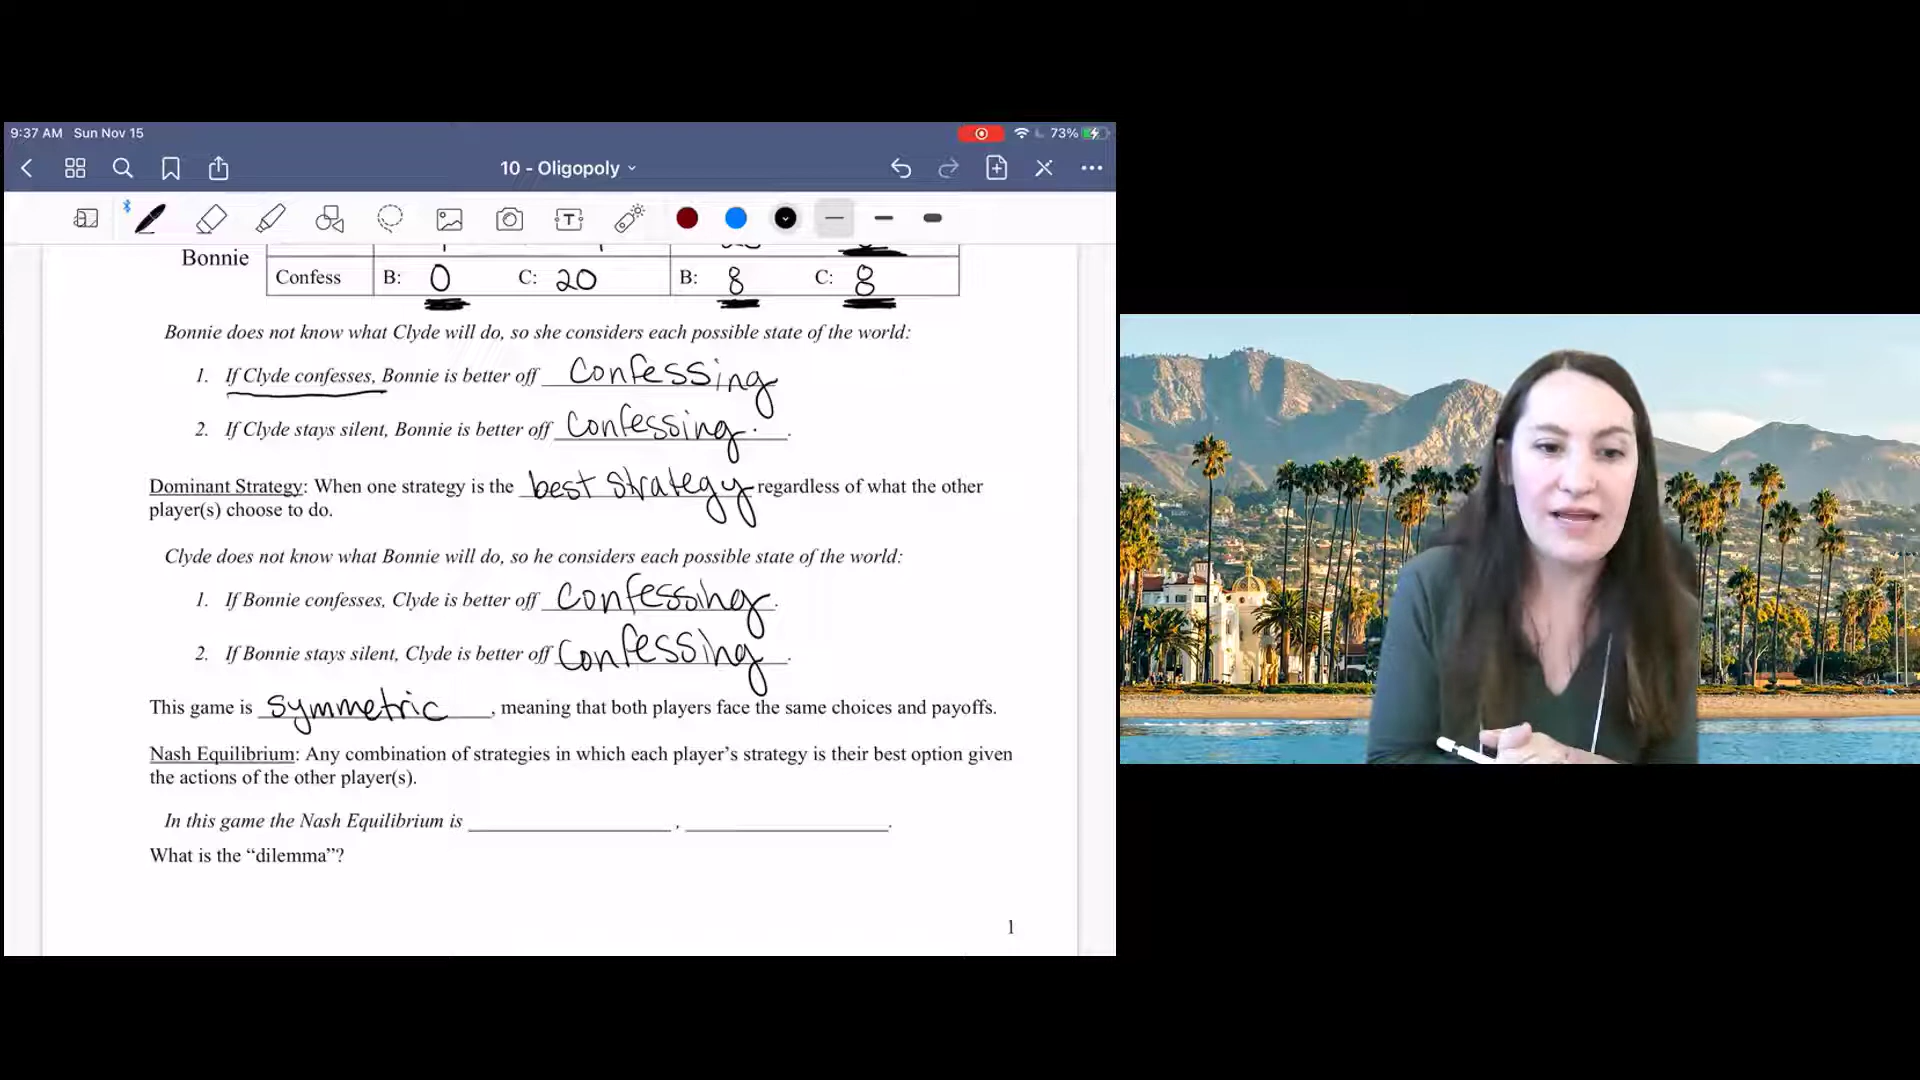 9:37 AM Sun Nov 15
73%
10 - Oligopoly
Bonnie
Confess B: 0 C: 20 B: 8 C: 8
Bonnie does not know what Clyde will do, so she considers each possible state of the world:
1. If Clyde confesses, Bonnie is better off confessing
2. If Clyde stays silent, Bonnie is better off confessing.
Dominant Strategy: When one strategy is the best strategy regardless of what the other
player(s) choose to do.
Clyde does not know what Bonnie will do, so he considers each possible state of the world:
1. If Bonnie confesses, Clyde is better off confessing.
2. If Bonnie stays silent, Clyde is better off confessing.
This game is symmetric, meaning that both players face the same choices and payoffs.
Nash Equilibrium: Any combination of strategies in which each player's strategy is their best option given
the actions of the other player(s).
In this game the Nash Equilibrium is ____________________, ____________________.
What is the “dilemma”?
1